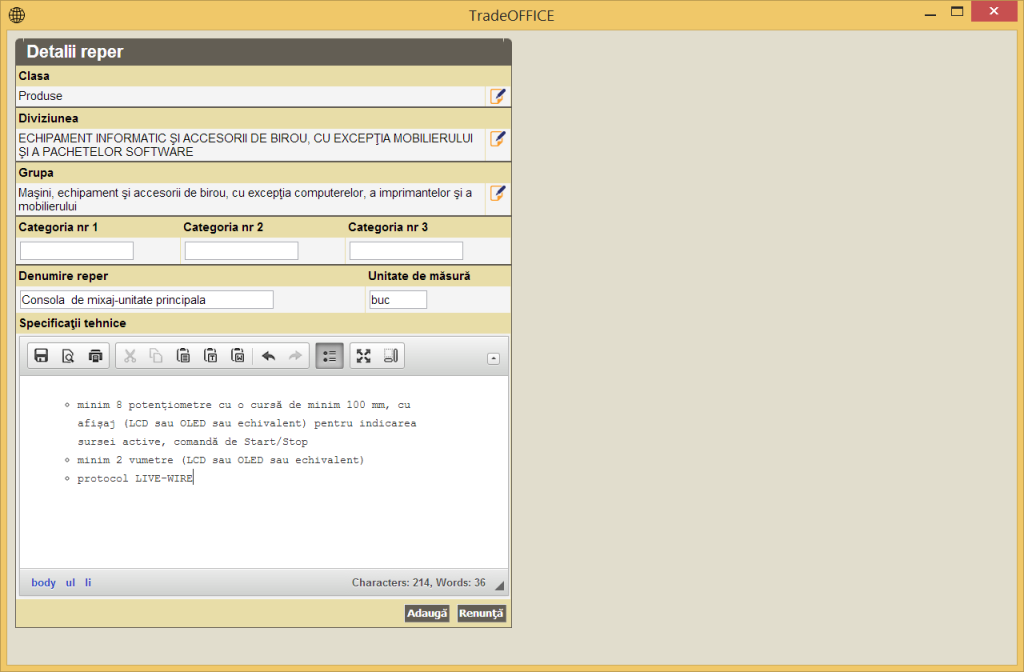 TradeOFFICE
Detalii reper
Clasa
Produse
Diviziunea
ECHIPAMENT INFORMATIC ŞI ACCESORII DE BIROU, CU EXCEPŢIA MOBILIERULUI
ŞI A PACHETELOR SOFTWARE
Grupa
Maşini, echipament şi accesorii de birou, cu excepţia computerelor, a imprimantelor şi a
mobilierului
Categoria nr 1 Categoria nr 2 Categoria nr 3
Denumire reper Unitate de măsură
Consola  de mixaj-unitate principala buc
Specificaţii tehnice
minim 8 potenţiometre cu o cursă de minim 100 mm, cu
afişaj (LCD sau OLED sau echivalent) pentru indicarea
sursei active, comandă de Start/Stop
minim 2 vumetre (LCD sau OLED sau echivalent)
protocol LIVE-WIRE
body ul li Characters: 214, Words: 36
Adaugă Renunţă